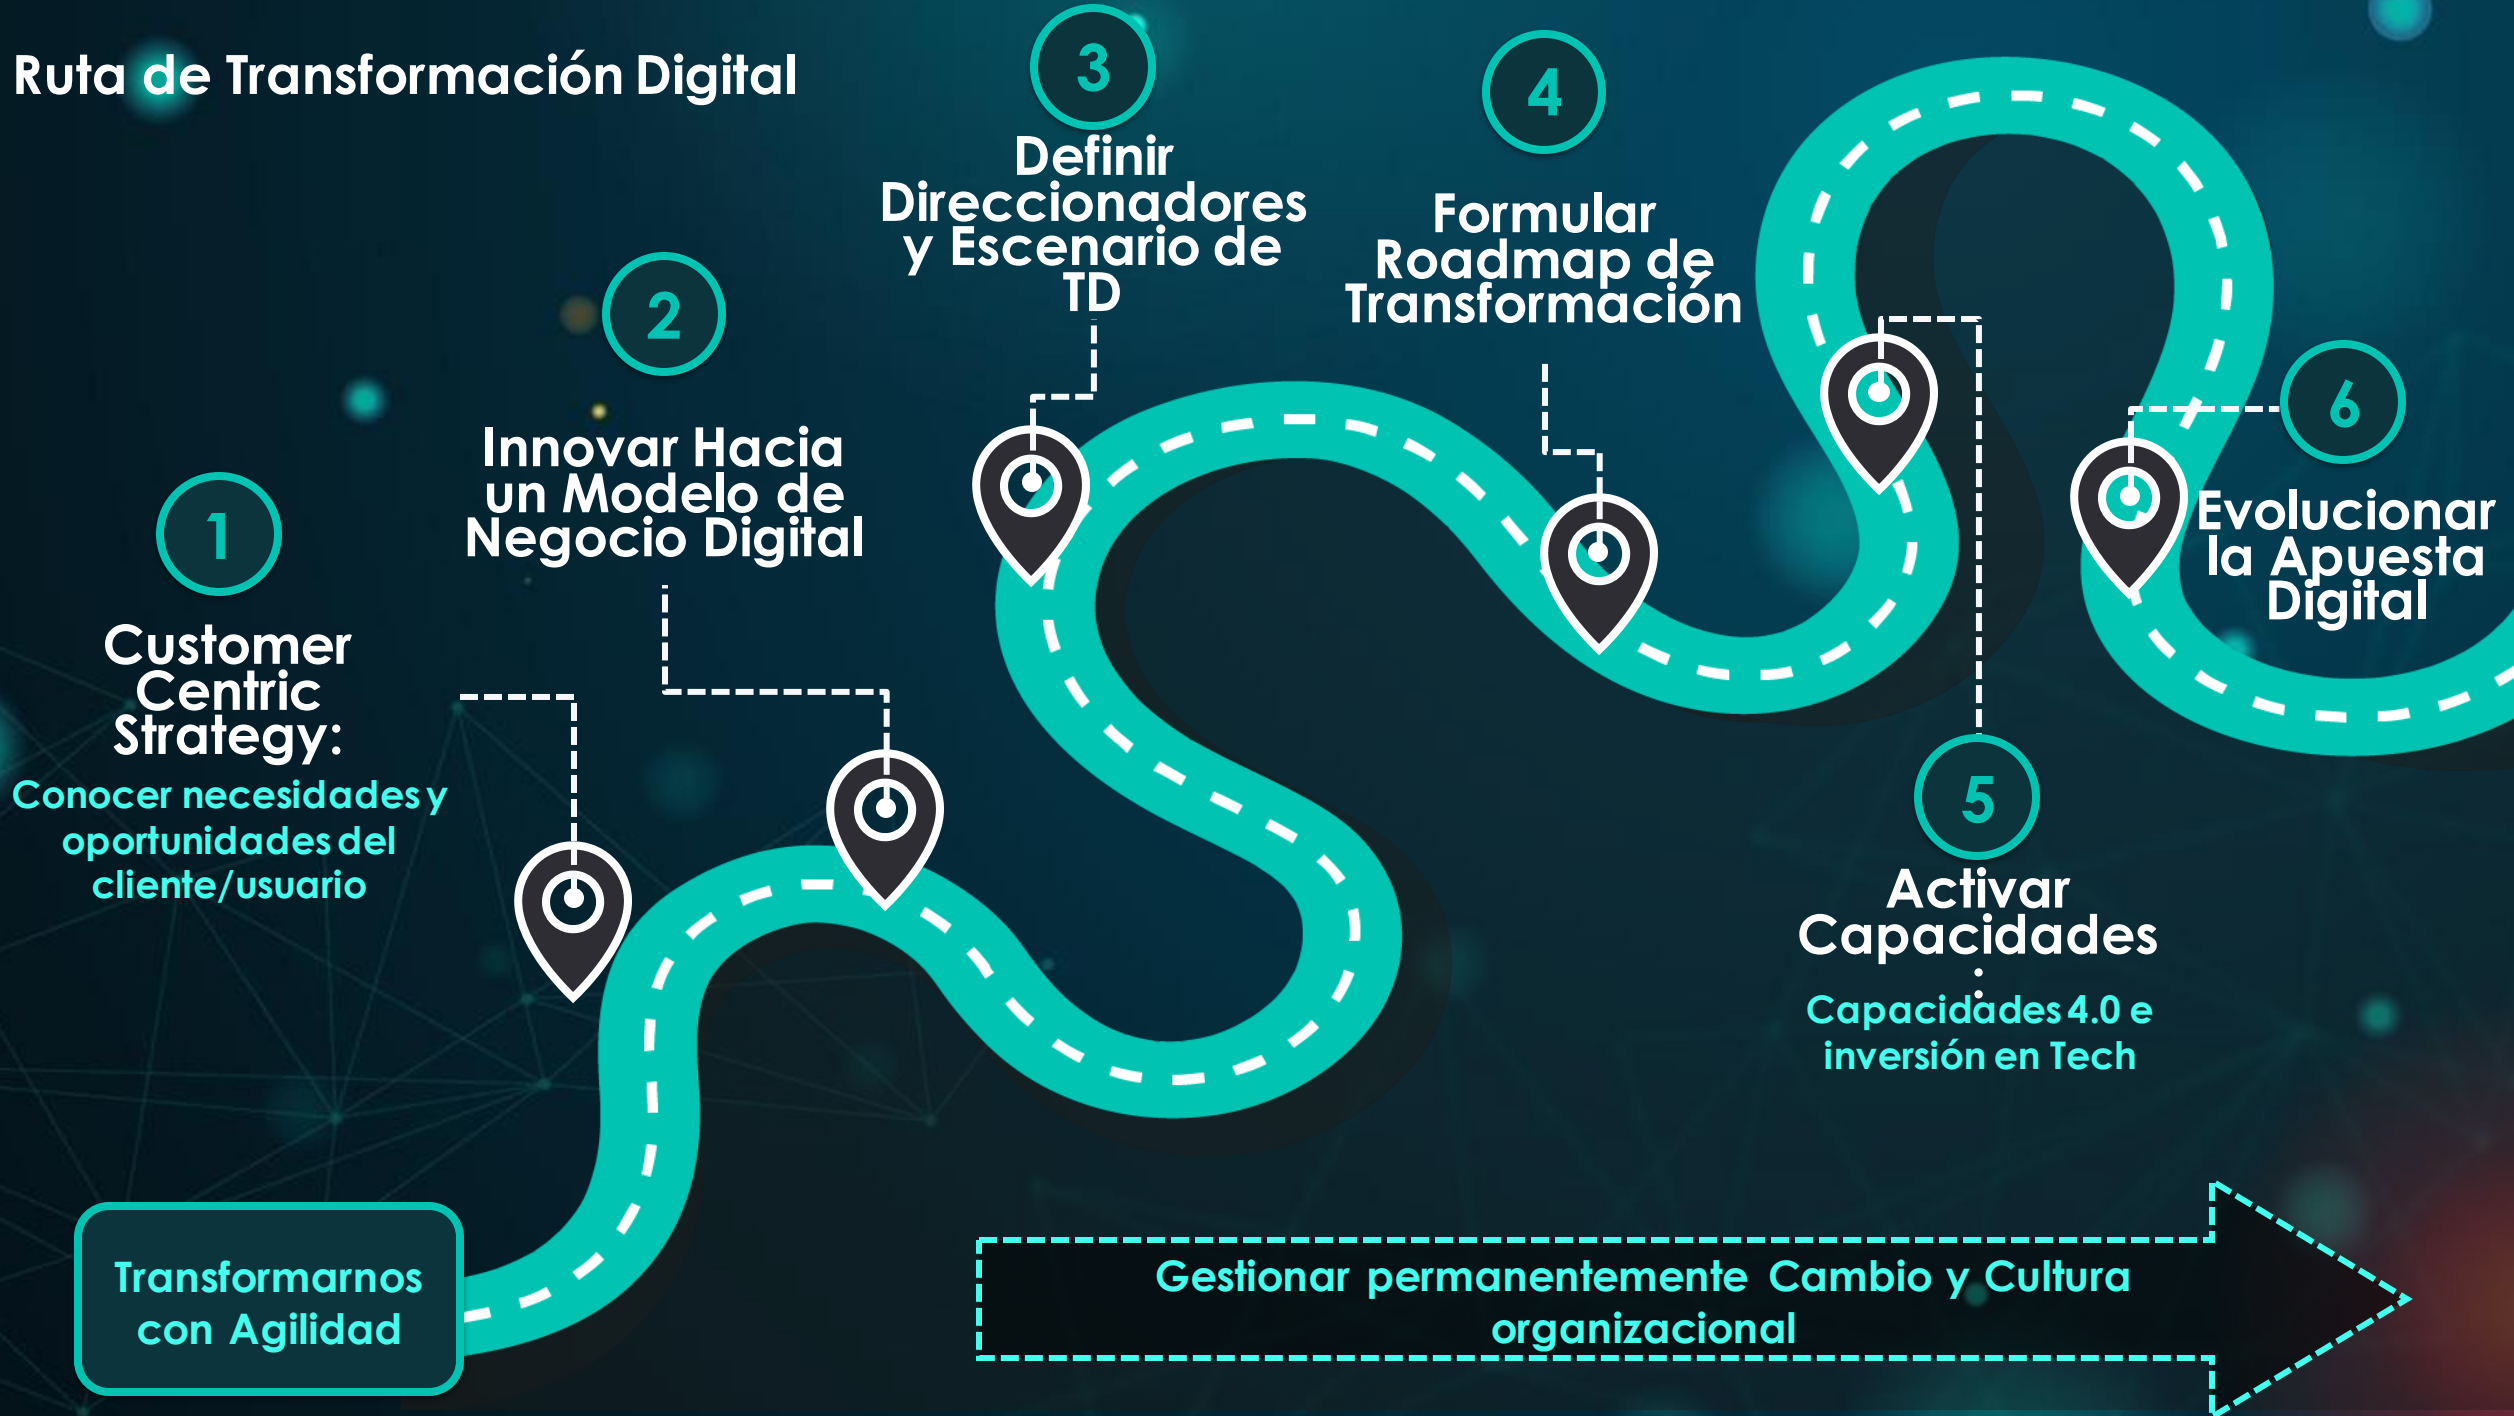 Ruta de Transformación Digital
1
Customer
Centric
Strategy:
Conocer necesidades y
oportunidades del
cliente/usuario
2
Innovar Hacia
un Modelo de
Negocio Digital
3
Definir
Direccionadores
y Escenario de
TD
4
Formular
Roadmap de
Transformación
5
Activar
Capacidades
:
Capacidades 4.0 e
inversión en Tech
6
Evolucionar
la Apuesta
Digital
Transformarnos
con Agilidad
Gestionar permanentemente Cambio y Cultura
organizacional